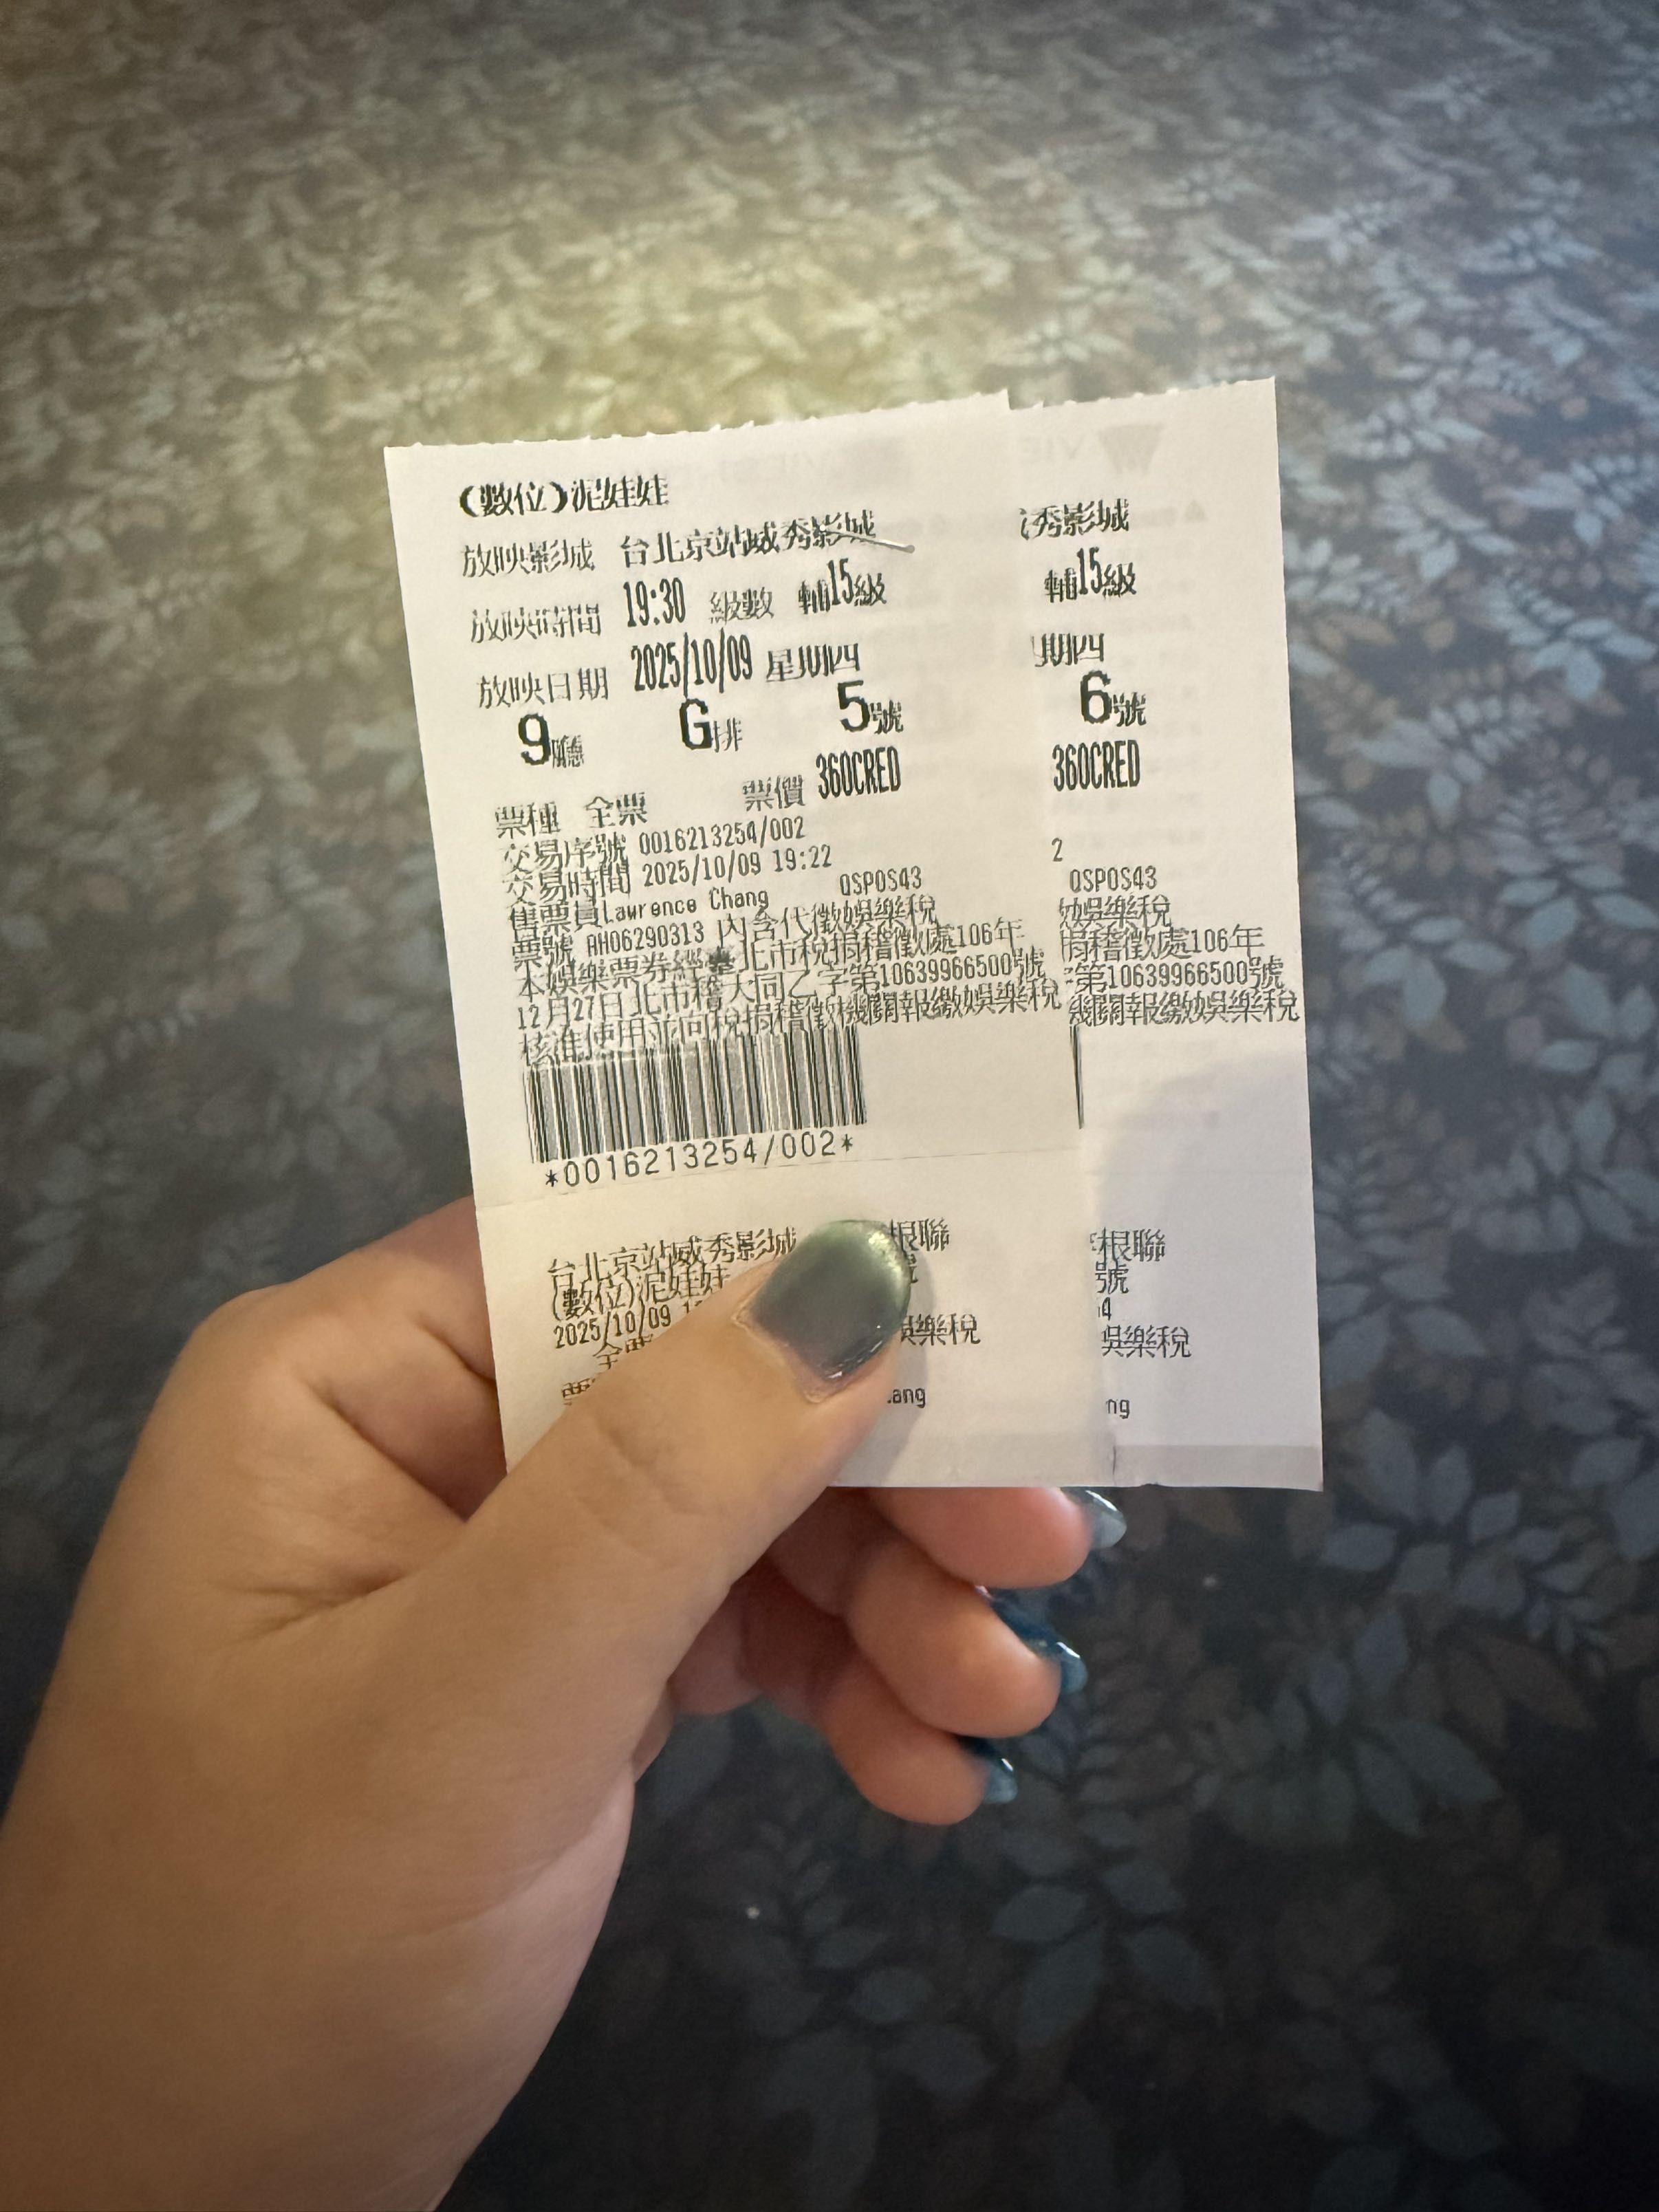 (數位)泥娃娃
放映影城 台北京站威秀影城
放映時間 19:30 級數 輔15級
放映日期 2025/10/09 星期四
9廳 G排 5號
票種 全票 票價 360CRED
交易序號 0016213254/002
交易時間 2025/10/09 19:22
售票員Lawrence Chang QSPOS43
票號 AH06290313 內含代徵娛樂稅
本娛樂票券經臺北市稅捐稽徵處106年
12月27日北市稽大同乙字第10639966500號
核准使用並向稅捐稽徵機關報繳娛樂稅
*0016213254/002*
台北京站威秀影城 根聯
(數位)泥娃娃 號
2025/10/09
全票 娛樂稅
票
ang
秀影城
輔15級
期四
6號
360CRED
2
QSPOS43
娛樂稅
捐稽徵處106年
第10639966500號
機關報繳娛樂稅
根聯
號
4
娛樂稅
ng